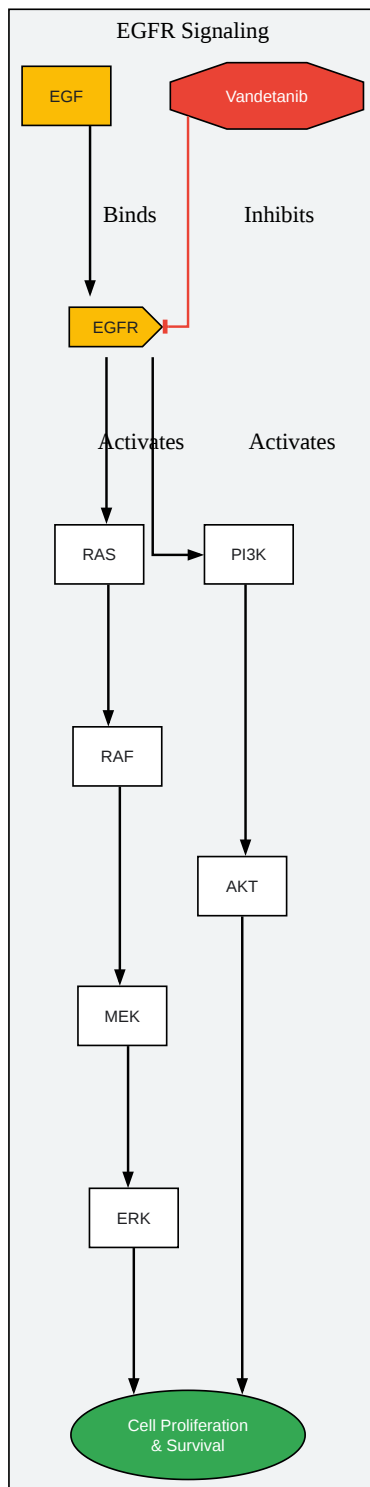 EGFR Signaling
EGF
Vandetanib
Binds
Inhibits
EGFR
Activates
Activates
RAS
PI3K
RAF
AKT
MEK
ERK
Cell Proliferation
& Survival